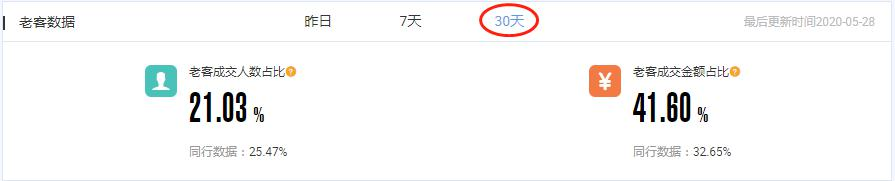 老客数据 昨日 7天 30天 最后更新时间2020-05-28
老客成交人数占比? 老客成交金额占比?
¥
21.03 % 41.60 %
同行数据：25.47% 同行数据：32.65%